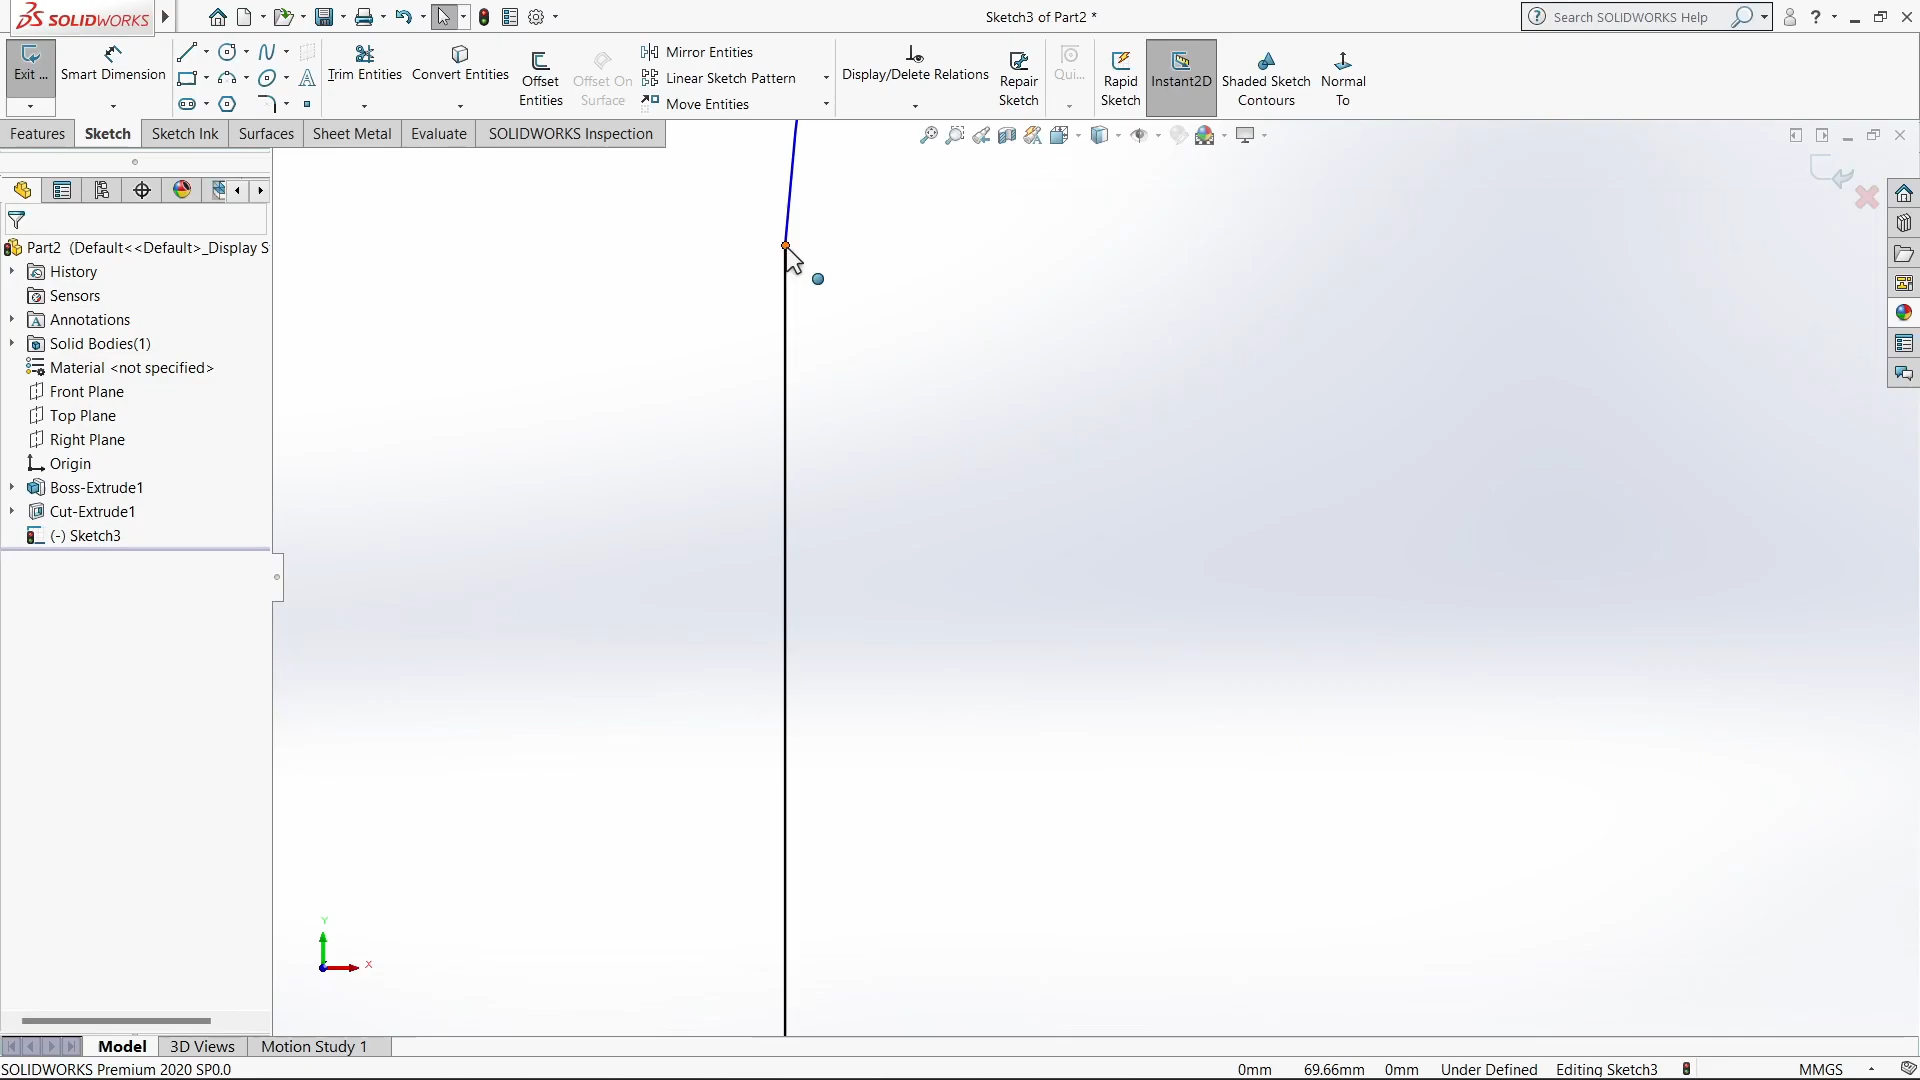 SOLIDWORKS
Sketch3 of Part2 *
Search SOLIDWORKS Help
Exit ...
Smart Dimension
Trim Entities
Convert Entities
Offset Entities
Offset On Surface
Mirror Entities
Linear Sketch Pattern
Move Entities
Display/Delete Relations
Repair Sketch
Qui...
Rapid Sketch
Instant2D
Shaded Sketch Contours
Normal To
Features
Sketch
Sketch Ink
Surfaces
Sheet Metal
Evaluate
SOLIDWORKS Inspection
Part2 (Default<<Default>_Display S
History
Sensors
Annotations
Solid Bodies(1)
Material <not specified>
Front Plane
Top Plane
Right Plane
Origin
Boss-Extrude1
Cut-Extrude1
(-) Sketch3
Y
X
Model
3D Views
Motion Study 1
SOLIDWORKS Premium 2020 SP0.0
0mm
69.66mm
0mm
Under Defined
Editing Sketch3
MMGS